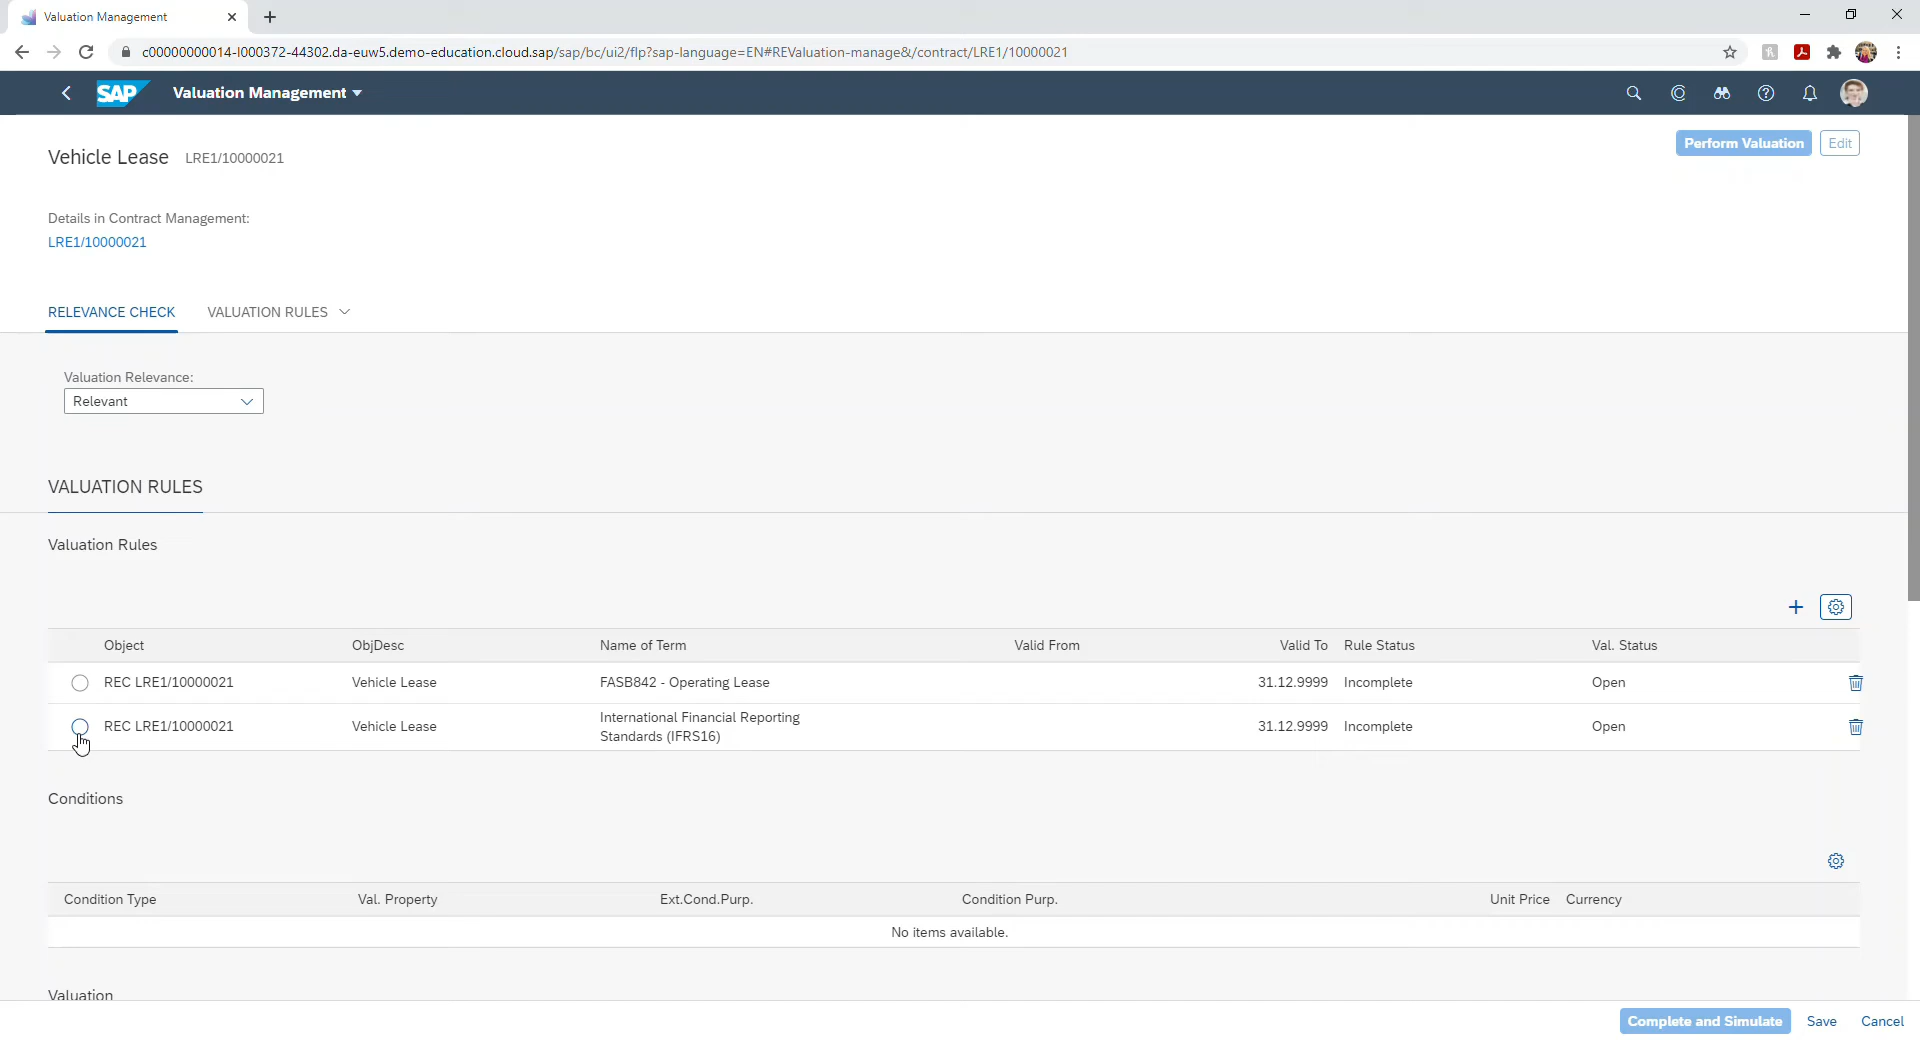 Valuation Management
c00000000014-l000372-44302.da-euw5.demo-education.cloud.sap/sap/bc/ui2/flp?sap-language=EN#REValuation-manage&/contract/LRE1/10000021
SAP Valuation Management
Vehicle Lease LRE1/10000021
Perform Valuation Edit
Details in Contract Management:
LRE1/10000021
RELEVANCE CHECK VALUATION RULES
Valuation Relevance:
Relevant
VALUATION RULES
Valuation Rules
Object ObjDesc Name of Term Valid From Valid To Rule Status Val. Status
REC LRE1/10000021 Vehicle Lease FASB842 - Operating Lease 31.12.9999 Incomplete Open
REC LRE1/10000021 Vehicle Lease International Financial Reporting Standards (IFRS16) 31.12.9999 Incomplete Open
Conditions
Condition Type Val. Property Ext.Cond.Purp. Condition Purp. Unit Price Currency
No items available.
Valuation
Complete and Simulate Save Cancel